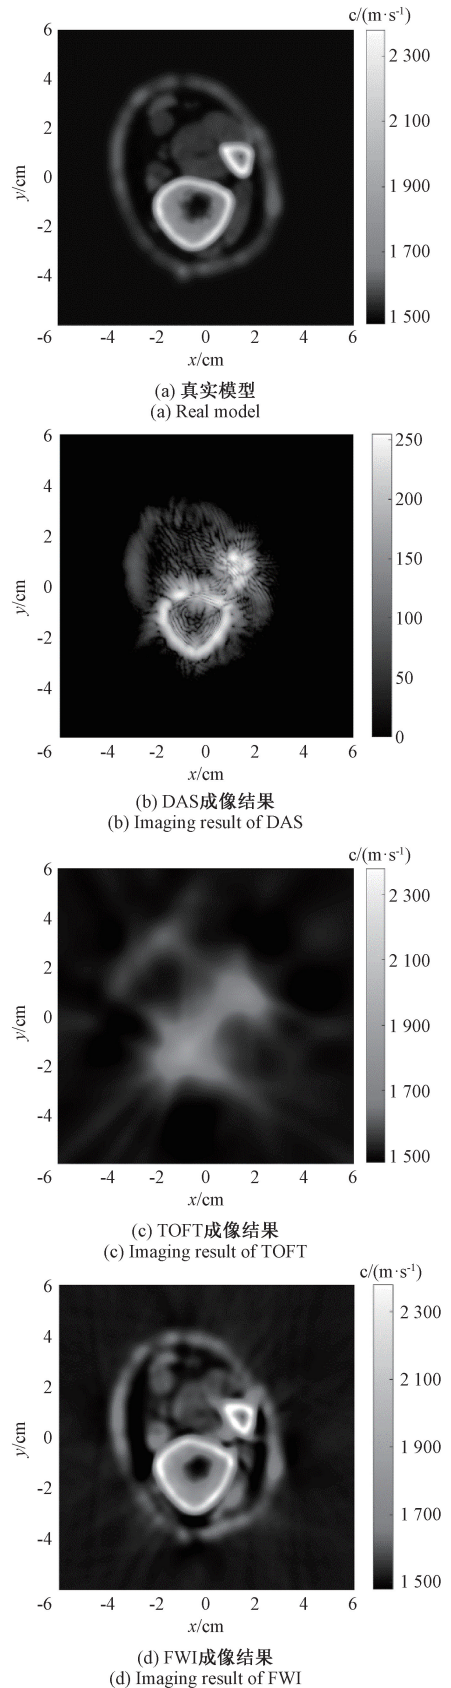 c/(m·s⁻¹)
6
4
2
0
-2
-4
-6
y/cm
-6 -4 -2 0 2 4 6
x/cm
2 300
2 100
1 900
1 700
1 500
(a) 真实模型
(a) Real model
6
4
2
0
-2
-4
-6
y/cm
-4 -2 0 2 4 6
x/cm
250
200
150
100
50
0
(b) DAS成像结果
(b) Imaging result of DAS
c/(m·s⁻¹)
6
4
2
0
-2
-4
-6
y/cm
-4 -2 0 2 4 6
x/cm
2 300
2 100
1 900
1 700
1 500
(c) TOFT成像结果
(c) Imaging result of TOFT
c/(m·s⁻¹)
6
4
2
0
-2
-4
-6
y/cm
-4 -2 0 2 4 6
x/cm
2 300
2 100
1 900
1 700
1 500
(d) FWI成像结果
(d) Imaging result of FWI